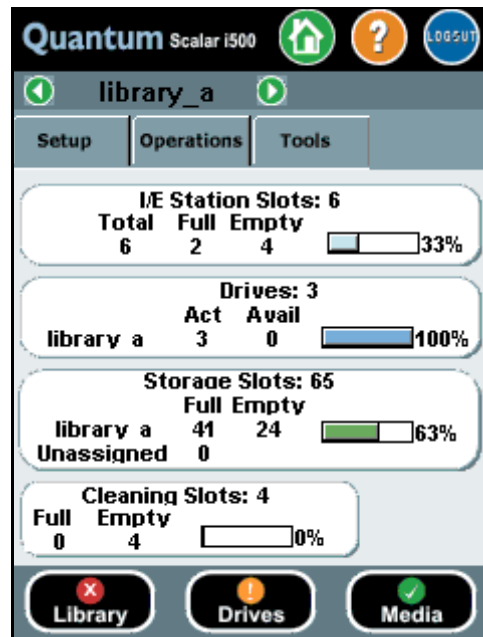 Quantum Scalar i500 LOGOUT
library_a
Setup Operations Tools
I/E Station Slots: 6
Total Full Empty
6 2 4 33%
Drives: 3
Act Avail
library_a 3 0 100%
Storage Slots: 65
Full Empty
library_a 41 24 63%
Unassigned 0
Cleaning Slots: 4
Full Empty
0 4 0%
Library Drives Media